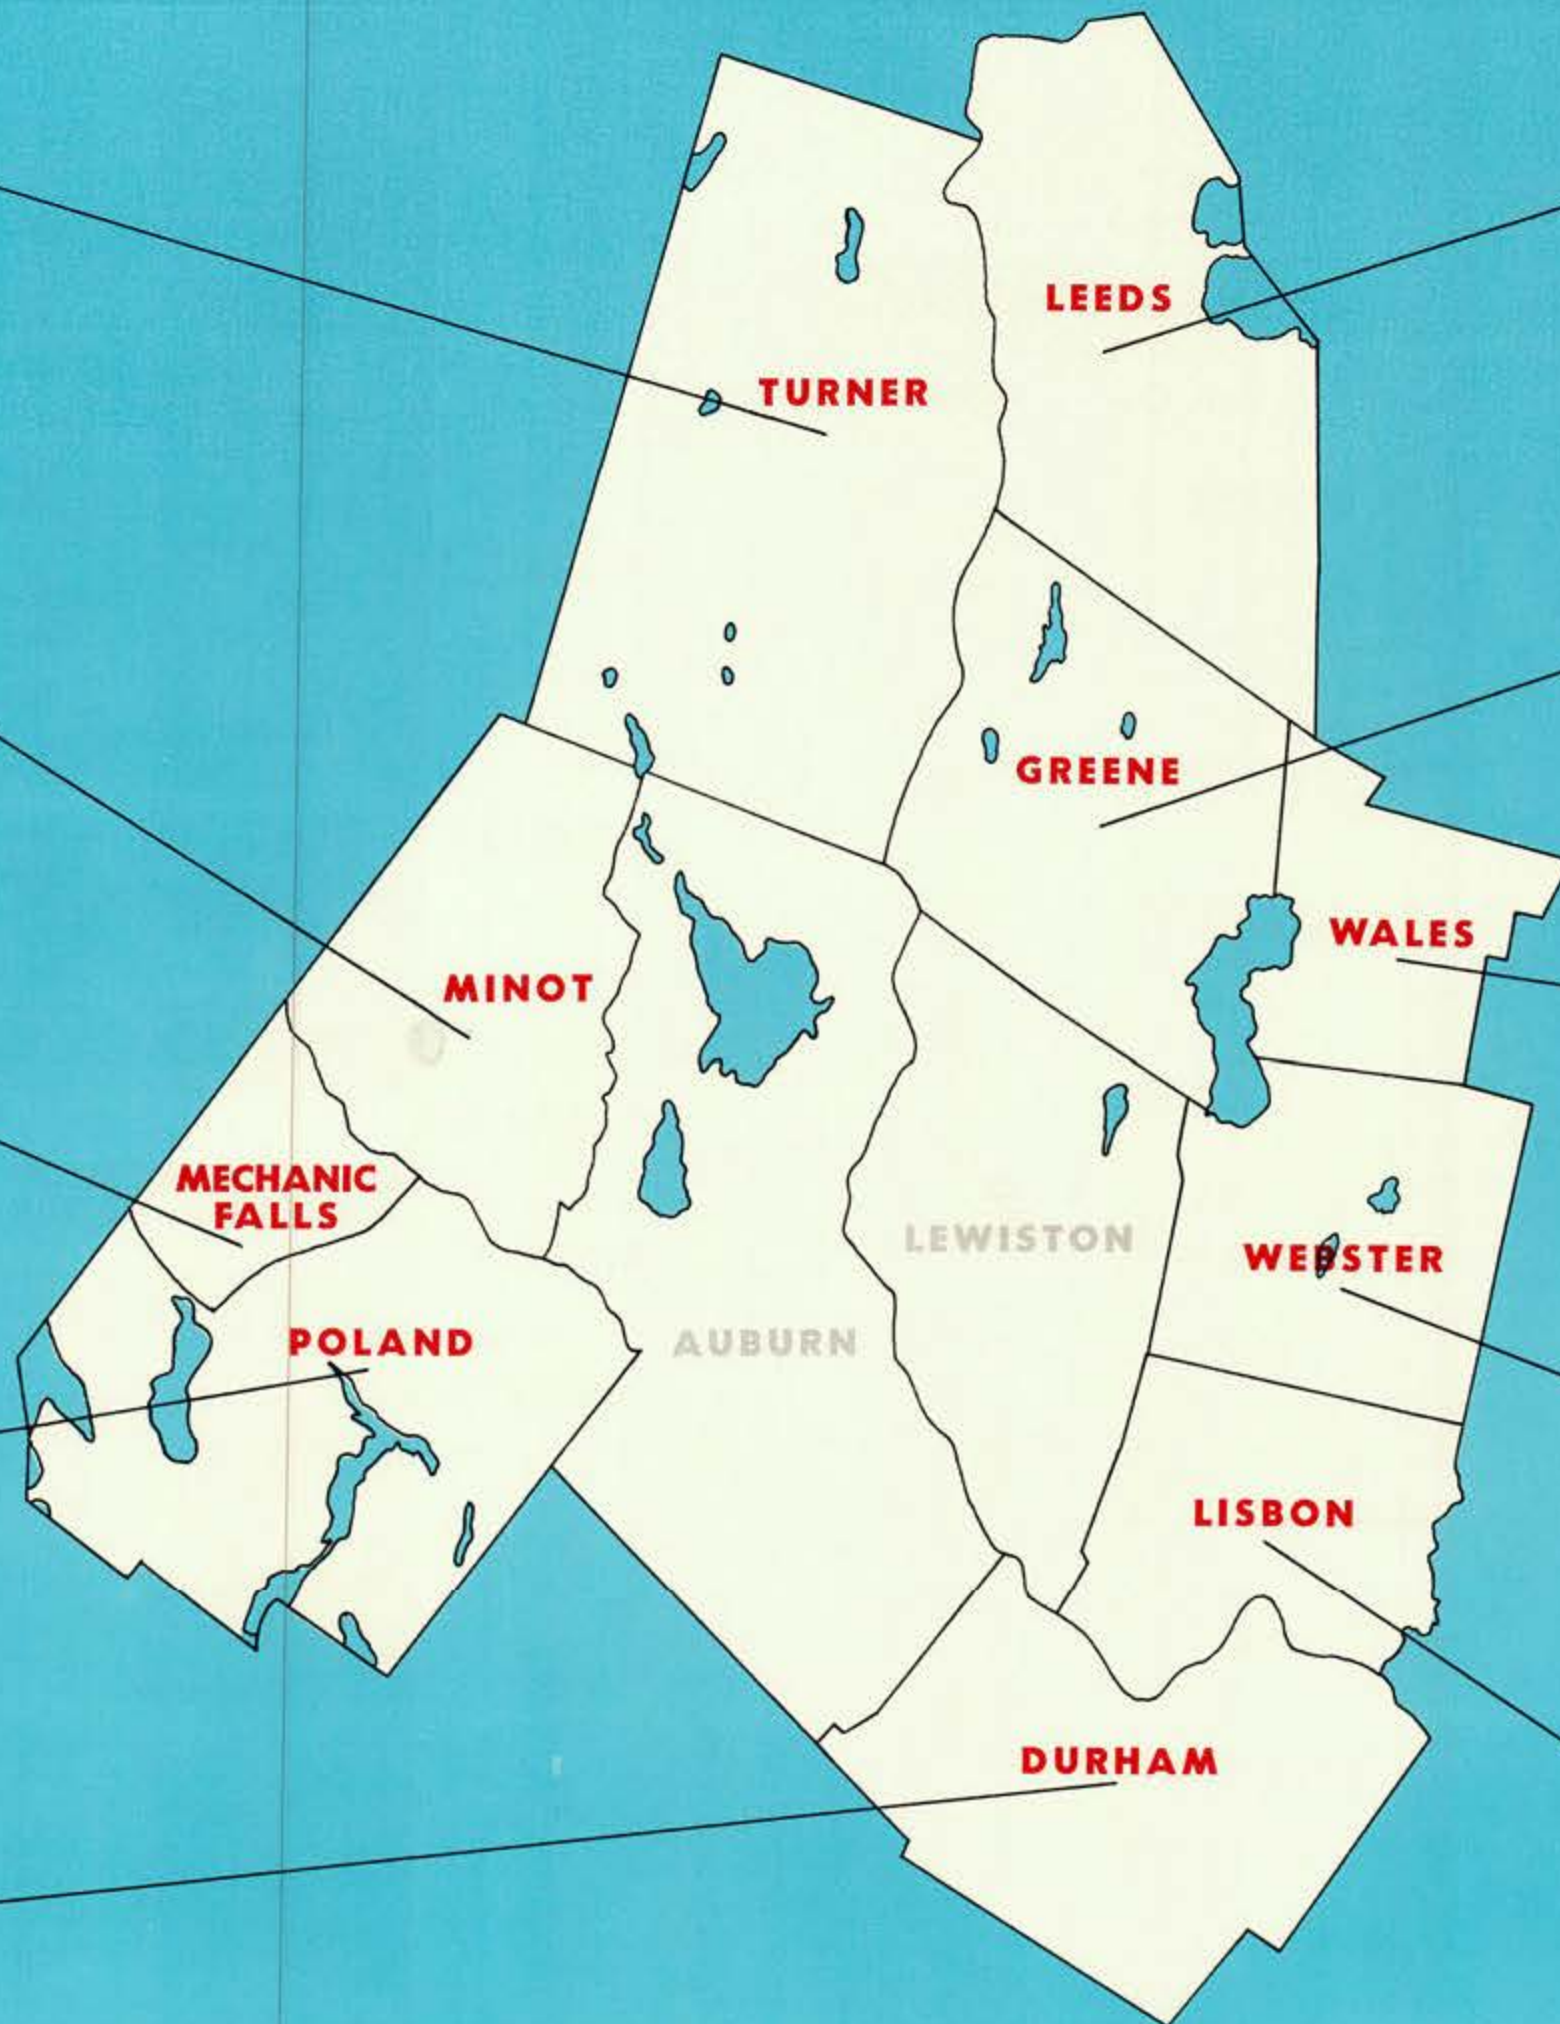 LEEDS
TURNER
GREENE
WALES
MINOT
MECHANIC
FALLS
LEWISTON
WEBSTER
POLAND
AUBURN
LISBON
DURHAM